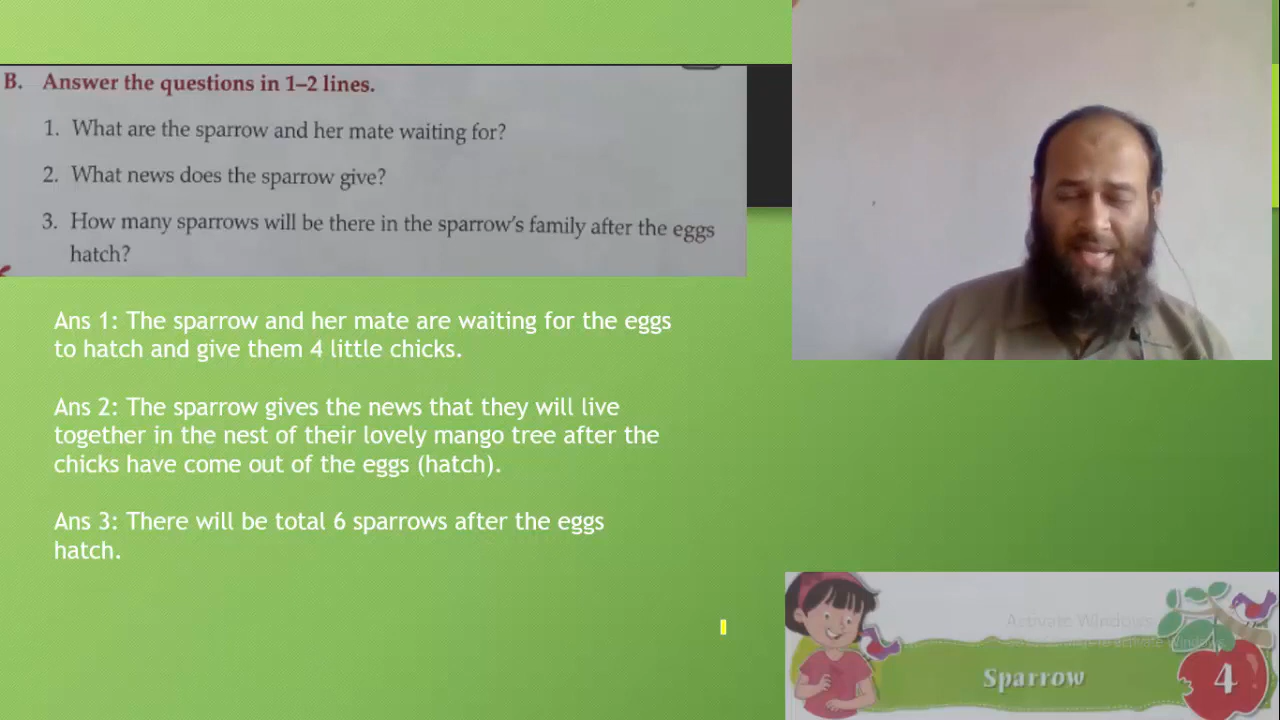 B. Answer the questions in 1–2 lines.
1. What are the sparrow and her mate waiting for?
2. What news does the sparrow give?
3. How many sparrows will be there in the sparrow's family after the eggs
hatch?
Ans 1: The sparrow and her mate are waiting for the eggs
to hatch and give them 4 little chicks.
Ans 2: The sparrow gives the news that they will live
together in the nest of their lovely mango tree after the
chicks have come out of the eggs (hatch).
Ans 3: There will be total 6 sparrows after the eggs
hatch.
Activate Windows
to activate Windows.
Sparrow
4